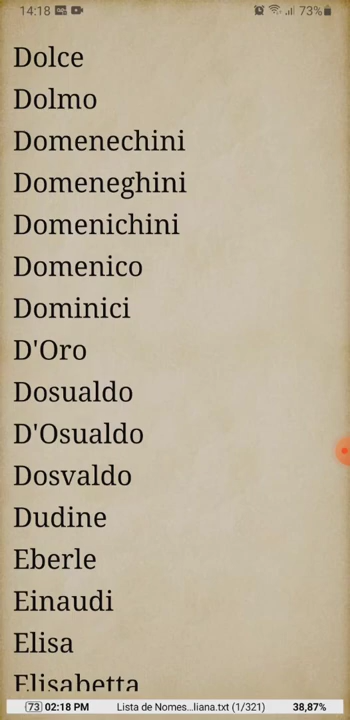 14:18 73%
Dolce
Dolmo
Domenechini
Domeneghini
Domenichini
Domenico
Dominici
D'Oro
Dosualdo
D'Osualdo
Dosvaldo
Dudine
Eberle
Einaudi
Elisa
Elisabetta
73 02:18 PM Lista de Nomes...liana.txt (1/321) 38,87%